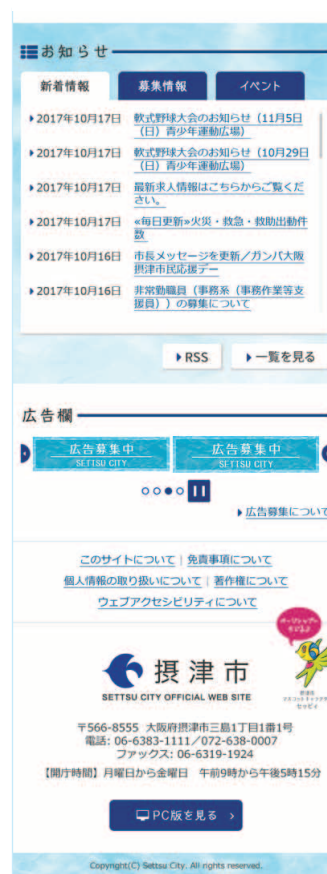 お知らせ
新着情報 募集情報 イベント
2017年10月17日 軟式野球大会のお知らせ（11月5日
（日）青少年運動広場）
2017年10月17日 軟式野球大会のお知らせ（10月29日
（日）青少年運動広場）
2017年10月17日 最新求人情報はこちらからご覧くだ
さい。
2017年10月17日 «毎日更新»火災・救急・救助出動件
数
2017年10月16日 市長メッセージを更新／ガンバ大阪
摂津市民応援デー
2017年10月16日 非常勤職員（事務系（事務作業等支
援員））の募集について
RSS 一覧を見る
広告欄
広告募集中 広告募集中
SETTSU CITY SETTSU CITY
広告募集について
このサイトについて | 免責事項について
個人情報の取り扱いについて | 著作権について
ウェブアクセシビリティについて
摂津市
SETTSU CITY OFFICIAL WEB SITE
セッピィ
〒566-8555 大阪府摂津市三島1丁目1番1号
電話: 06-6383-1111／072-638-0007
ファックス: 06-6319-1924
【開庁時間】月曜日から金曜日 午前9時から午後5時15分
PC版を見る
Copyright(C) Settsu City. All rights reserved.